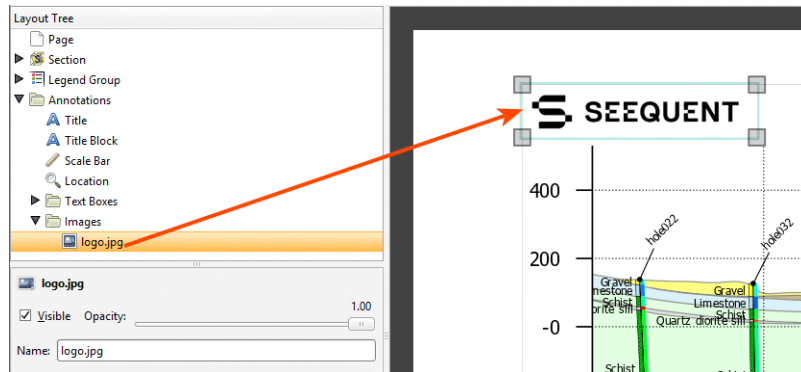 Layout Tree
Page
Section
Legend Group
Annotations
Title
Title Block
Scale Bar
Location
Text Boxes
Images
logo.jpg
logo.jpg
Visible Opacity: 1.00
Name: logo.jpg
SEEQUENT
400
200
-0
hole022
hole032
Gravel
mestone
Schist
orite sill
Schist
Gravel
Limestone
Schist
Quartz diorite sill